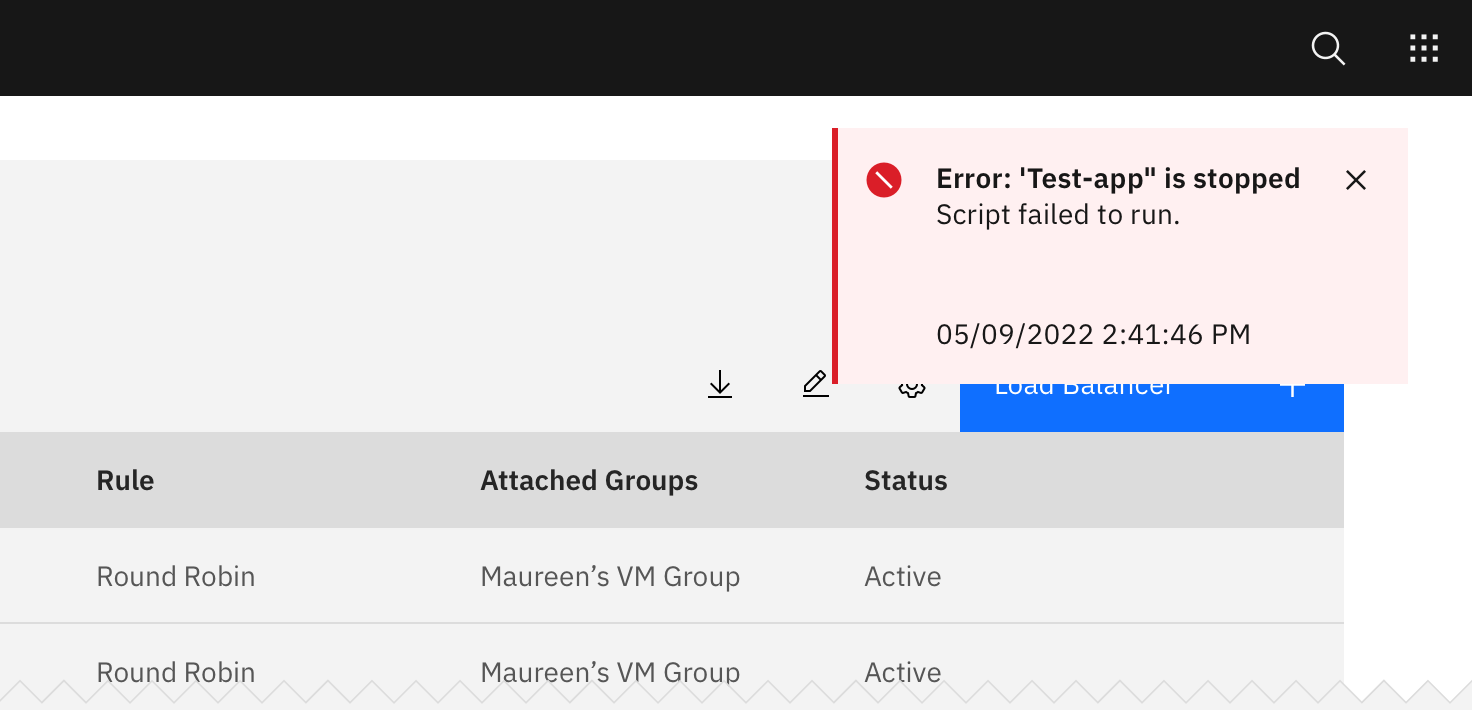 Error: 'Test-app" is stopped
Script failed to run.
05/09/2022 2:41:46 PM
Load Balancer
Rule Attached Groups Status
Round Robin Maureen’s VM Group Active
Round Robin Maureen’s VM Group Active